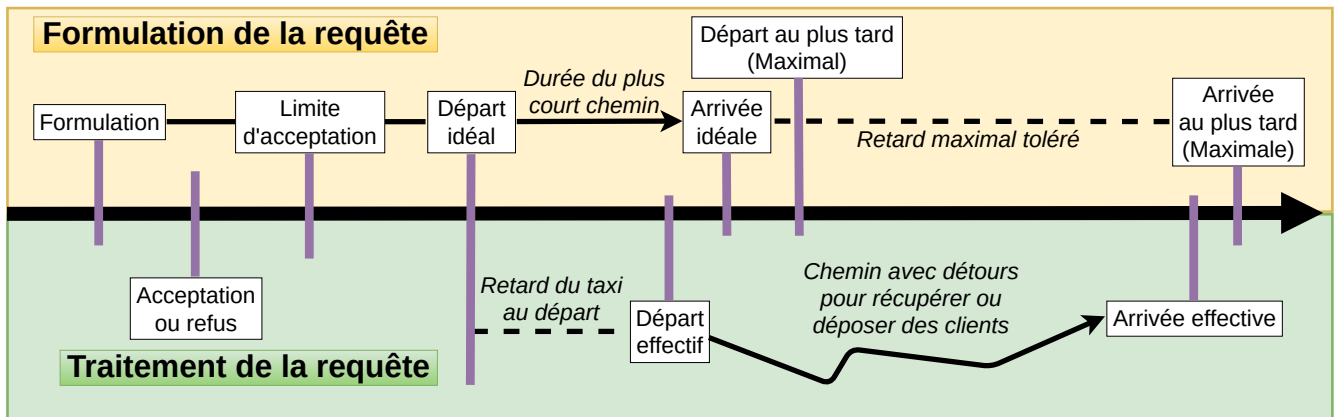 Formulation de la requête
Départ au plus tard
(Maximal)
Durée du plus
court chemin
Formulation
Limite
d'acceptation
Départ
idéal
Arrivée
idéale
Retard maximal toléré
Arrivée
au plus tard
(Maximale)
Acceptation
ou refus
Retard du taxi
au départ
Départ
effectif
Chemin avec détours
pour récupérer ou
déposer des clients
Arrivée effective
Traitement de la requête